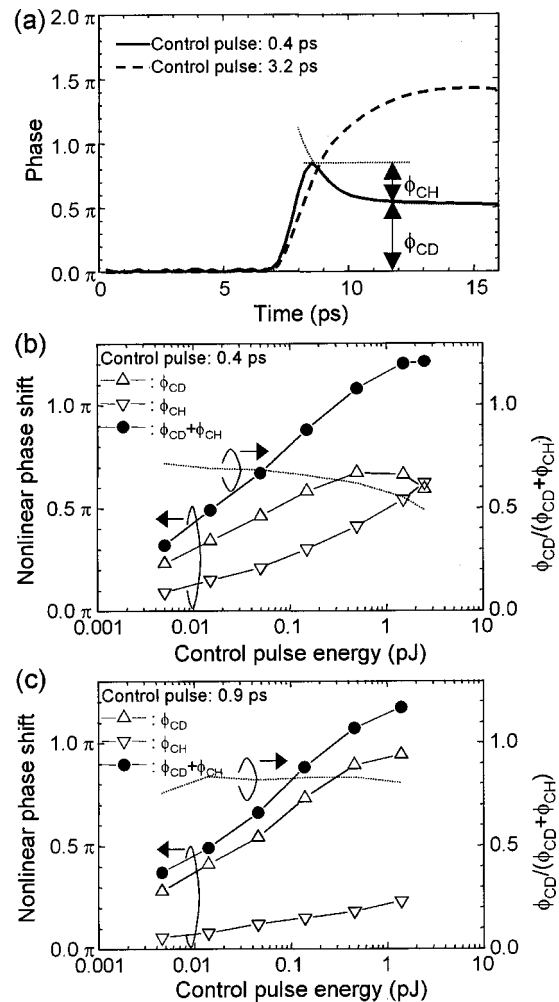 (a)
2.0 π
1.5 π
1.0 π
0.5 π
0.0 π
Phase
Control pulse: 0.4 ps
Control pulse: 3.2 ps
ϕCH
ϕCD
0
5
10
15
Time (ps)
(b)
Control pulse: 0.4 ps
: ϕCD
: ϕCH
: ϕCD+ϕCH
1.0 π
0.5 π
0.0 π
Nonlinear phase shift
1.0
0.5
0.0
ϕCD/(ϕCD+ϕCH)
0.001
0.01
0.1
1
10
Control pulse energy (pJ)
(c)
Control pulse: 0.9 ps
: ϕCD
: ϕCH
: ϕCD+ϕCH
1.0 π
0.5 π
0.0 π
Nonlinear phase shift
1.0
0.5
0.0
ϕCD/(ϕCD+ϕCH)
0.001
0.01
0.1
1
10
Control pulse energy (pJ)